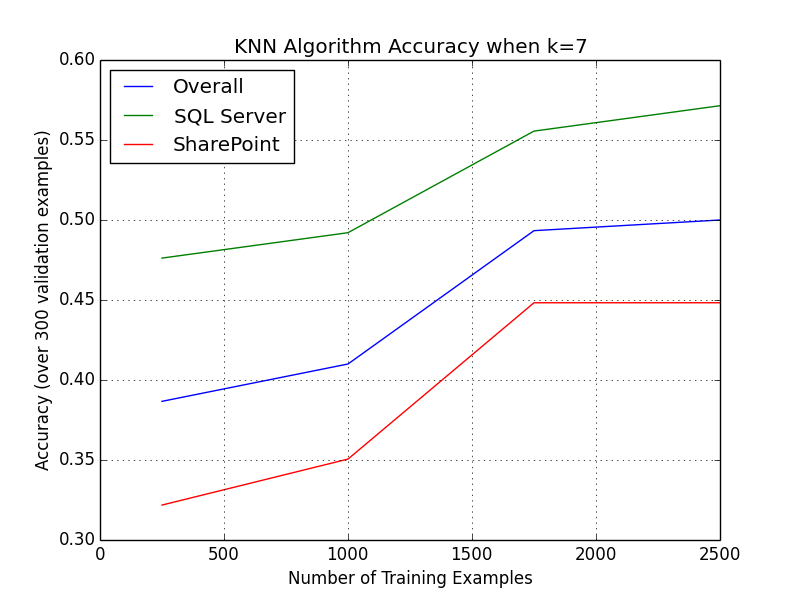 KNN Algorithm Accuracy when k=7
0.60
Overall
SQL Server
SharePoint
0.55
0.50
0.45
0.40
0.35
0.30
Accuracy (over 300 validation examples)
0 500 1000 1500 2000 2500
Number of Training Examples